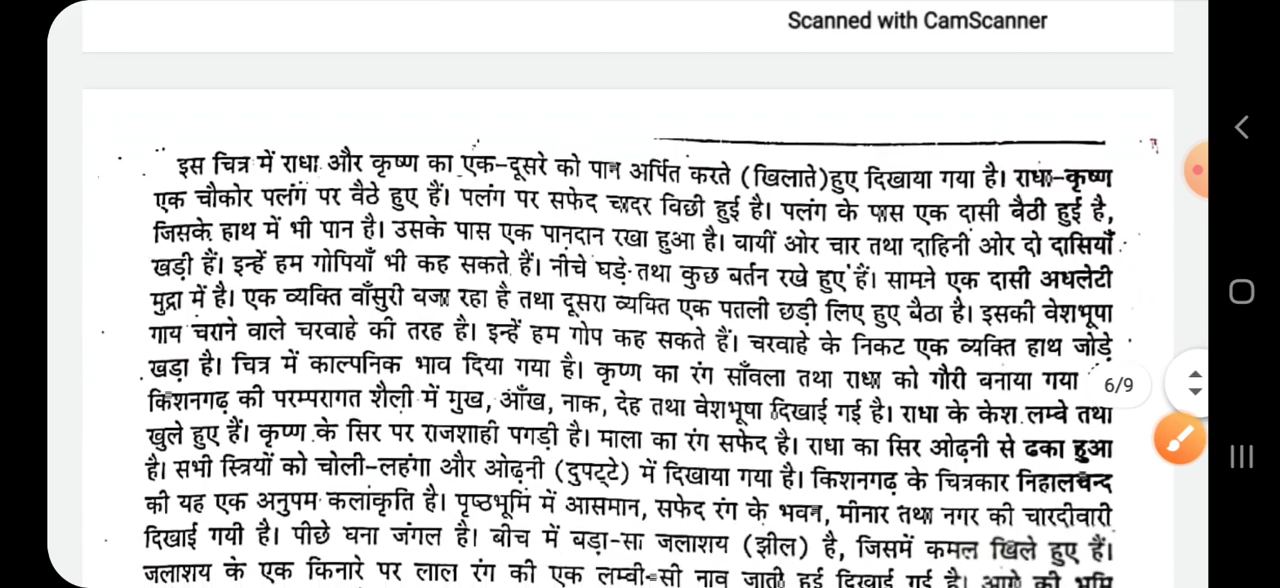 Scanned with CamScanner
इस चित्र में राधा और कृष्ण का एक-दूसरे को पान अर्पित करते (खिलाते)हुए दिखाया गया है। राधा-कृष्ण
एक चौकोर पलंग पर बैठे हुए हैं। पलंग पर सफेद चादर विछी हुई है। पलंग के पास एक दासी बैठी हुई है,
जिसके हाथ में भी पान है। उसके पास एक पानदान रखा हुआ है। वायीं ओर चार तथा दाहिनी ओर दो दासियाँ
खड़ी हैं। इन्हें हम गोपियाँ भी कह सकते हैं। नीचे घड़े तथा कुछ बर्तन रखे हुए हैं। सामने एक दासी अधलेटी
मुद्रा में है। एक व्यक्ति वाँसुरी बजा रहा है तथा दूसरा व्यक्ति एक पतली छड़ी लिए हुए बैठा है। इसकी वेशभूषा
गाय चराने वाले चरवाहे की तरह है। इन्हें हम गोप कह सकते हैं। चरवाहे के निकट एक व्यक्ति हाथ जोड़े
खड़ा है। चित्र में काल्पनिक भाव दिया गया है। कृष्ण का रंग साँवला तथा राधा को गौरी बनाया गया
6/9
किशनगढ़ की परम्परागत शैली में मुख, आँख, नाक, देह तथा वेशभूषा दिखाई गई है। राधा के केश लम्बे तथा
खुले हुए हैं। कृष्ण के सिर पर राजशाही पगड़ी है। माला का रंग सफेद है। राधा का सिर ओढ़नी से ढका हुआ
है। सभी स्त्रियों को चोली-लहंगा और ओढ़नी (दुपट्टे) में दिखाया गया है। किशनगढ़ के चित्रकार निहालचन्द
की यह एक अनुपम कलाकृति है। पृष्ठभूमि में आसमान, सफेद रंग के भवन, मीनार तथा नगर की चारदीवारी
दिखाई गयी है। पीछे घना जंगल है। बीच में बड़ा-सा जलाशय (झील) है, जिसमें कमल खिले हुए हैं।
जलाशय के एक किनारे पर लाल रंग की एक लम्बी-सी नाव जाती हुई दिखाई गई है। आगे की भूमि